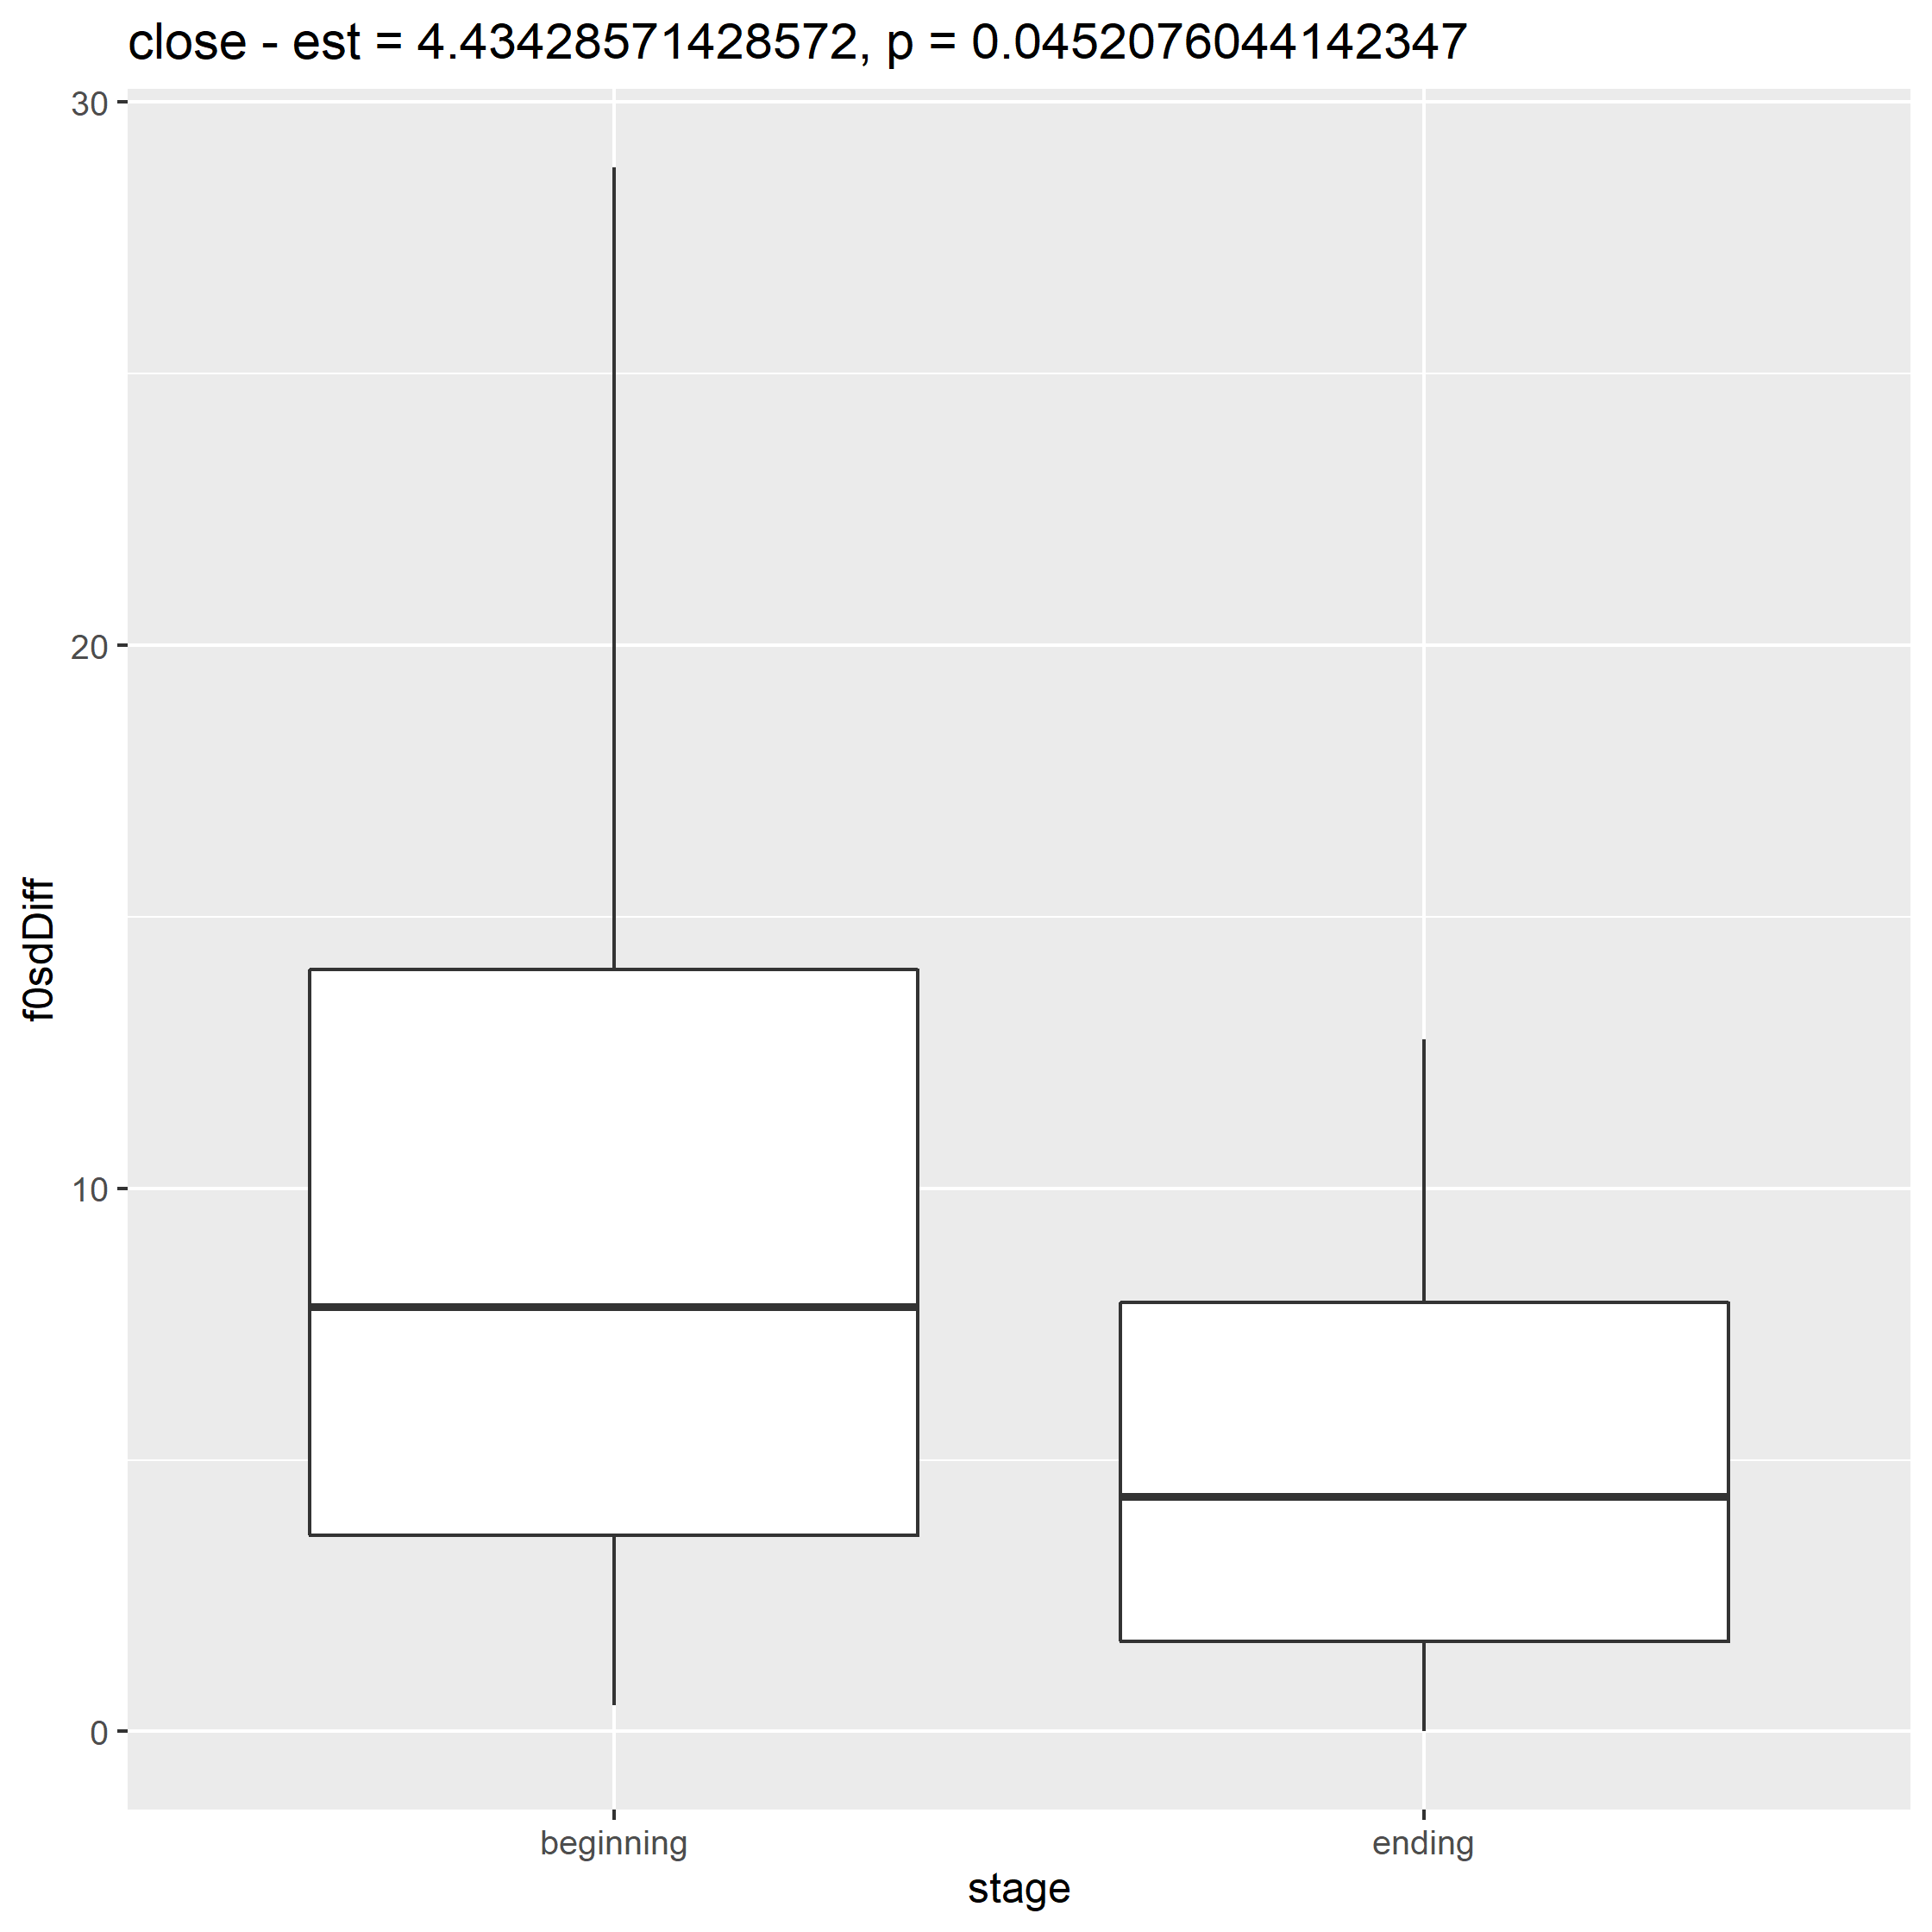 close - est = 4.43428571428572, p = 0.0452076044142347
30
20
10
0
f0sdDiff
beginning
ending
stage